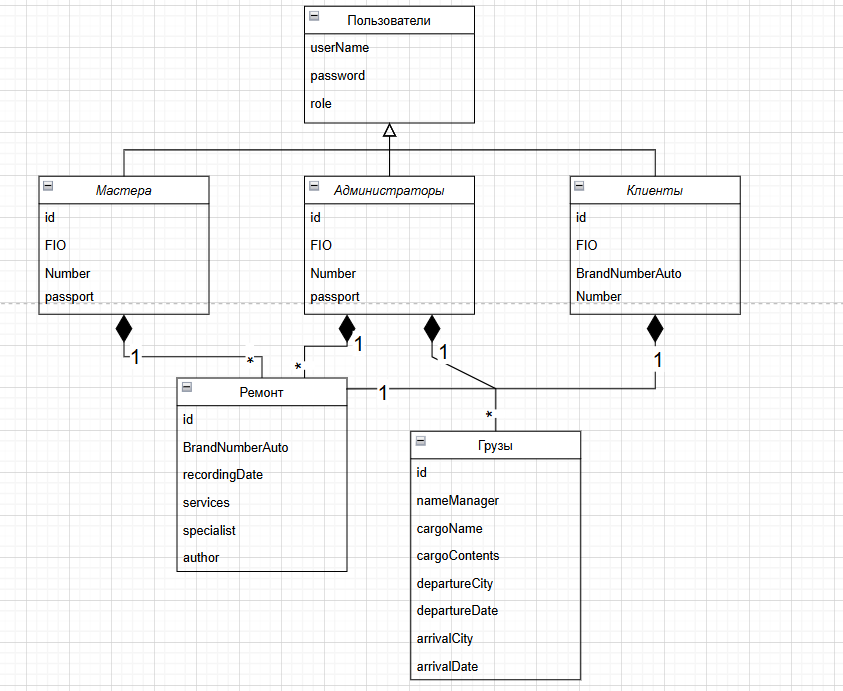 Пользователи
userName
password
role
Мастера
id
FIO
Number
passport
Администраторы
id
FIO
Number
passport
Клиенты
id
FIO
BrandNumberAuto
Number
1
*
1
*
1
1
1
*
Ремонт
id
BrandNumberAuto
recordingDate
services
specialist
author
Грузы
id
nameManager
cargoName
cargoContents
departureCity
departureDate
arrivalCity
arrivalDate